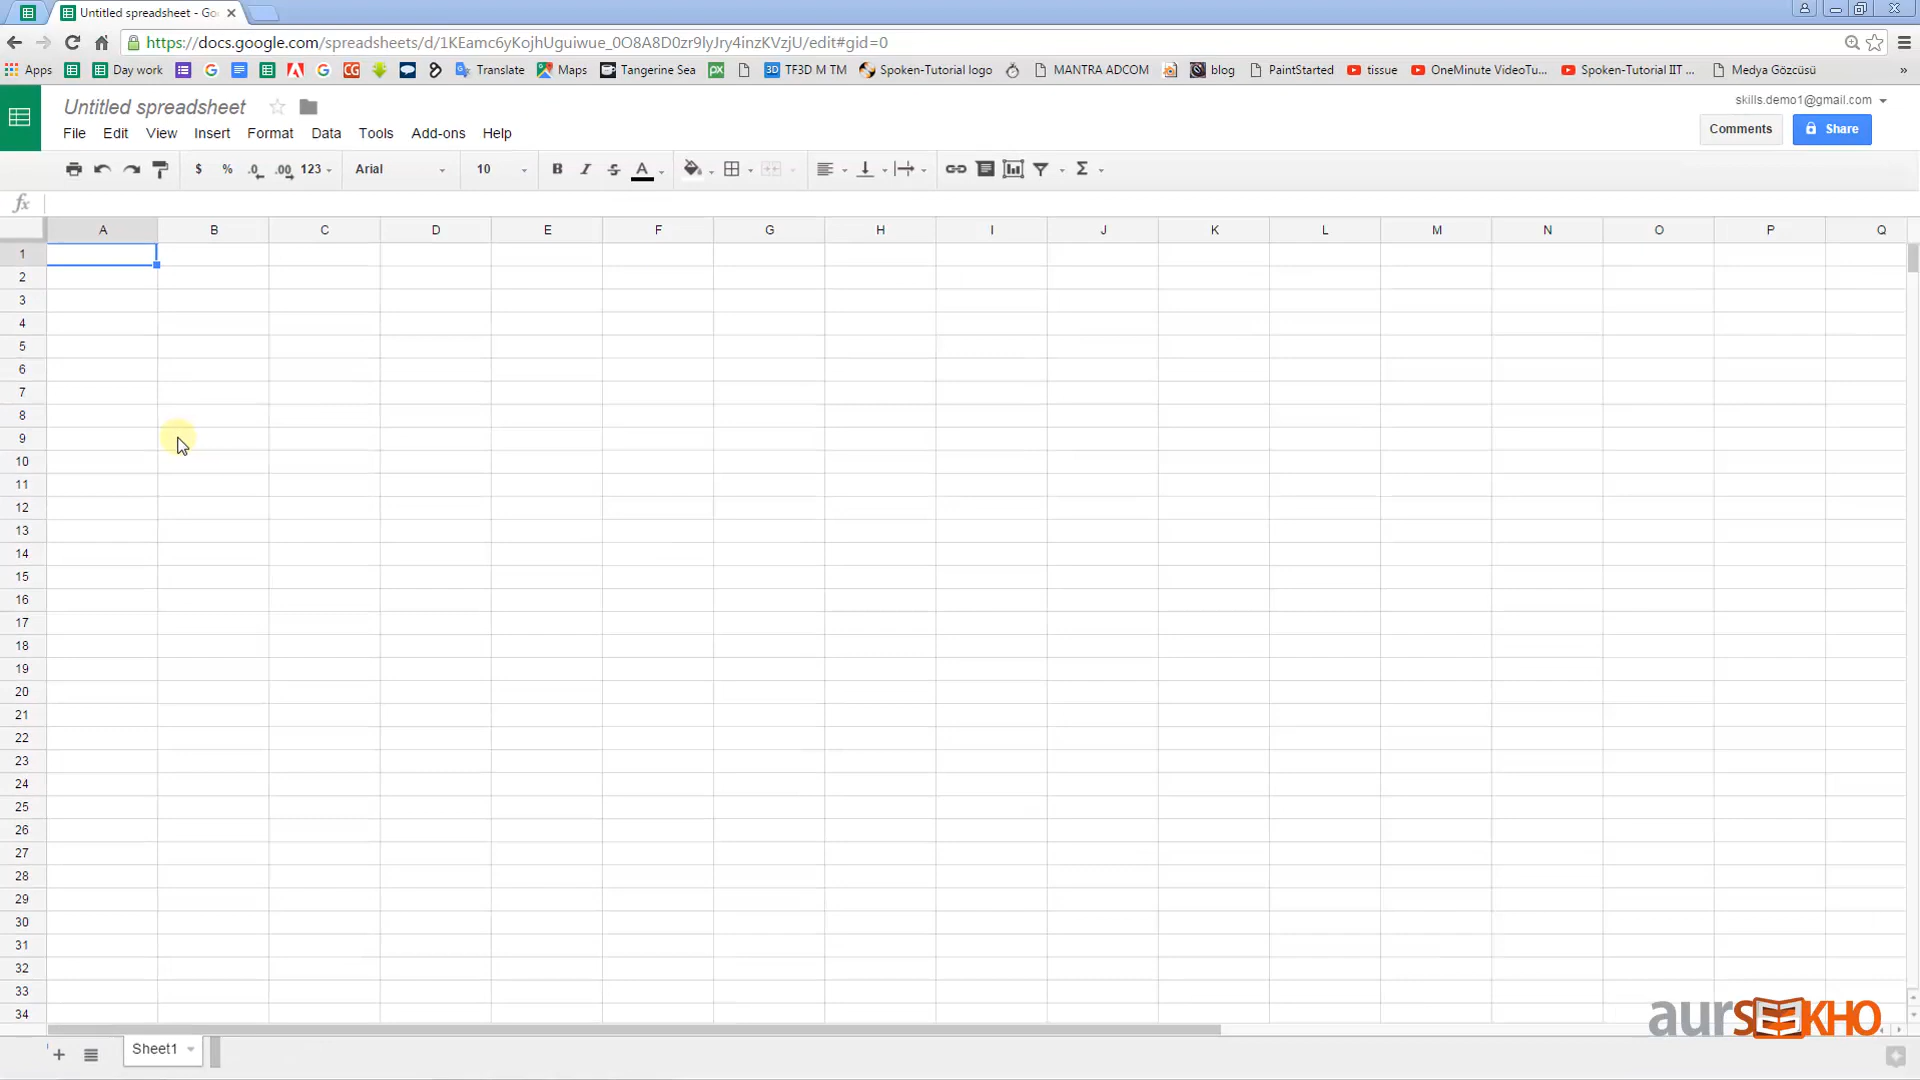 Untitled spreadsheet - Go
https://docs.google.com/spreadsheets/d/1KEamc6yKojhUguiwue_0O8A8D0zr9lyJry4inzKVzjU/edit#gid=0
Apps Day work Translate Maps Tangerine Sea px 3D TF3D M TM Spoken-Tutorial logo MANTRA ADCOM blog PaintStarted tissue OneMinute VideoTu... Spoken-Tutorial IIT ... Medya Gözcüsü »
Untitled spreadsheet
skills.demo1@gmail.com
File Edit View Insert Format Data Tools Add-ons Help
Comments Share
$ % .0 .00 123 Arial 10 B I S A Σ
fx
A B C D E F G H I J K L M N O P Q
1
2
3
4
5
6
7
8
9
10
11
12
13
14
15
16
17
18
19
20
21
22
23
24
25
26
27
28
29
30
31
32
33
34
aursEKHO
+ Sheet1